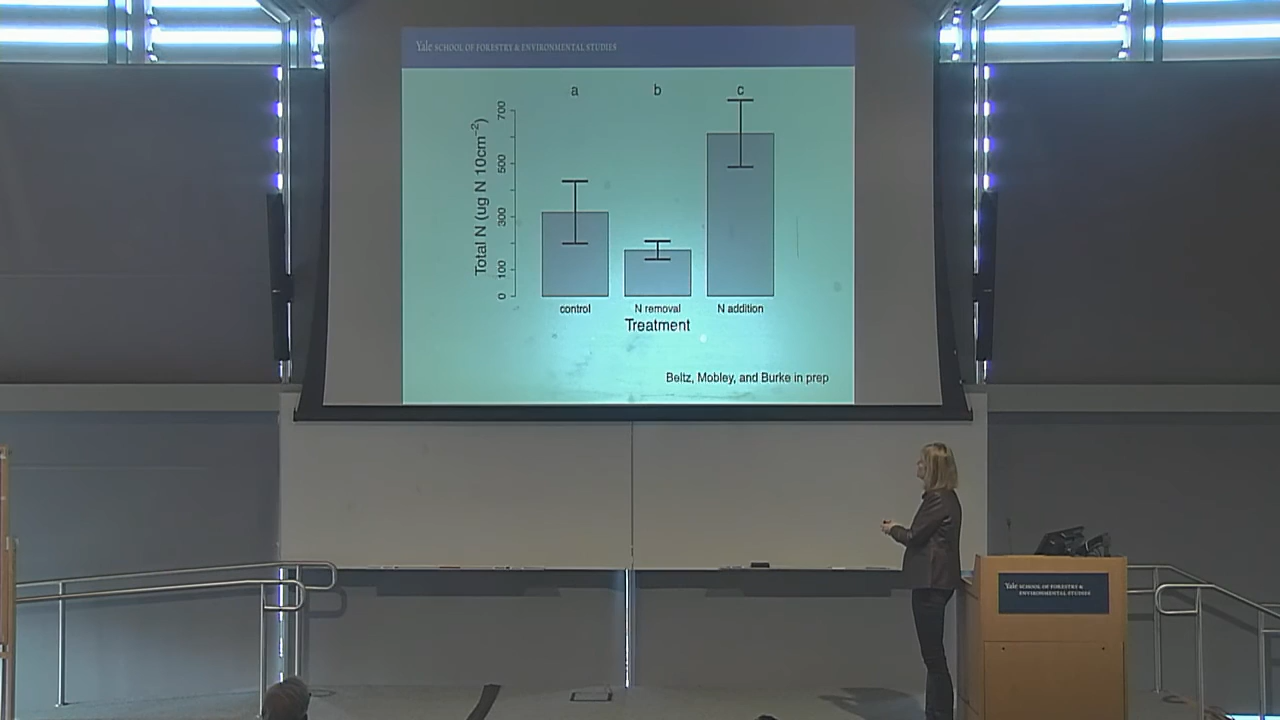 Yale SCHOOL OF FORESTRY & ENVIRONMENTAL STUDIES
a b c
Total N (ug N 10cm⁻²)
700
500
300
100
0
control N removal N addition
Treatment
Beltz, Mobley, and Burke in prep
Yale SCHOOL OF FORESTRY &
ENVIRONMENTAL STUDIES